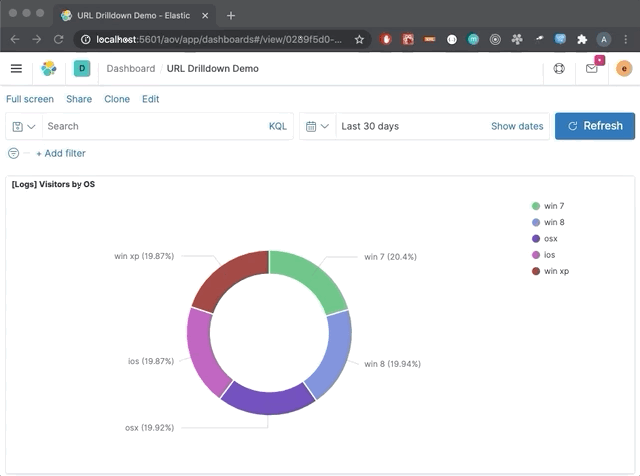 URL Drilldown Demo - Elastic
localhost:5601/aov/app/dashboards#/view/0289f5d0-...
A
D
Dashboard / URL Drilldown Demo
e
Full screen Share Clone Edit
Search KQL
Last 30 days Show dates
Refresh
+ Add filter
[Logs] Visitors by OS
win 7
win 8
osx
ios
win xp
win xp (19.87%)
win 7 (20.4%)
ios (19.87%)
win 8 (19.94%)
osx (19.92%)